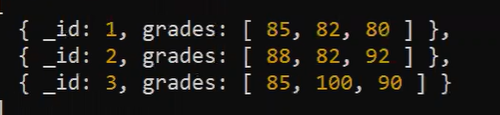 { _id: 1, grades: [ 85, 82, 80 ] },
{ _id: 2, grades: [ 88, 82, 92 ] },
{ _id: 3, grades: [ 85, 100, 90 ] }